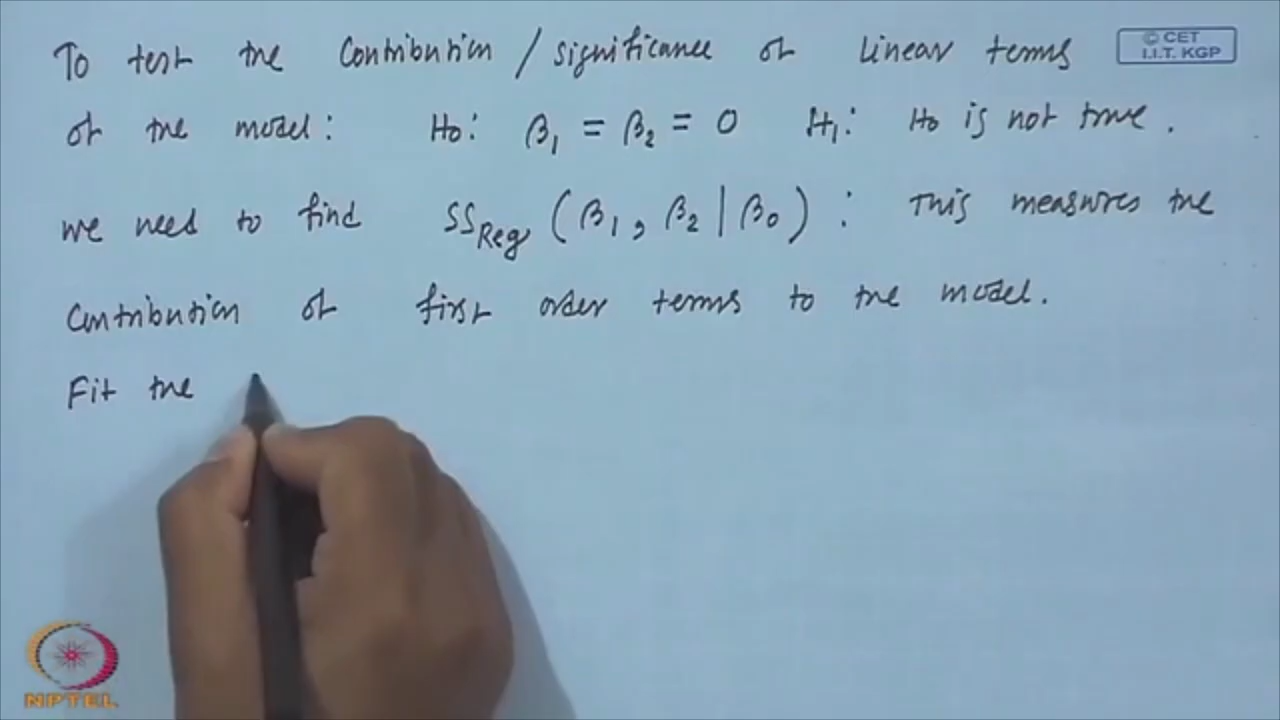 To test the Contribution / significance of Linear terms
© CET
I.I.T. KGP
of the model: H0: β1 = β2 = 0 H1: H0 is not true.
we need to find SSReg (β1, β2 | β0) : This measures the
Contribution of first order terms to the model.
Fit the
NPTEL